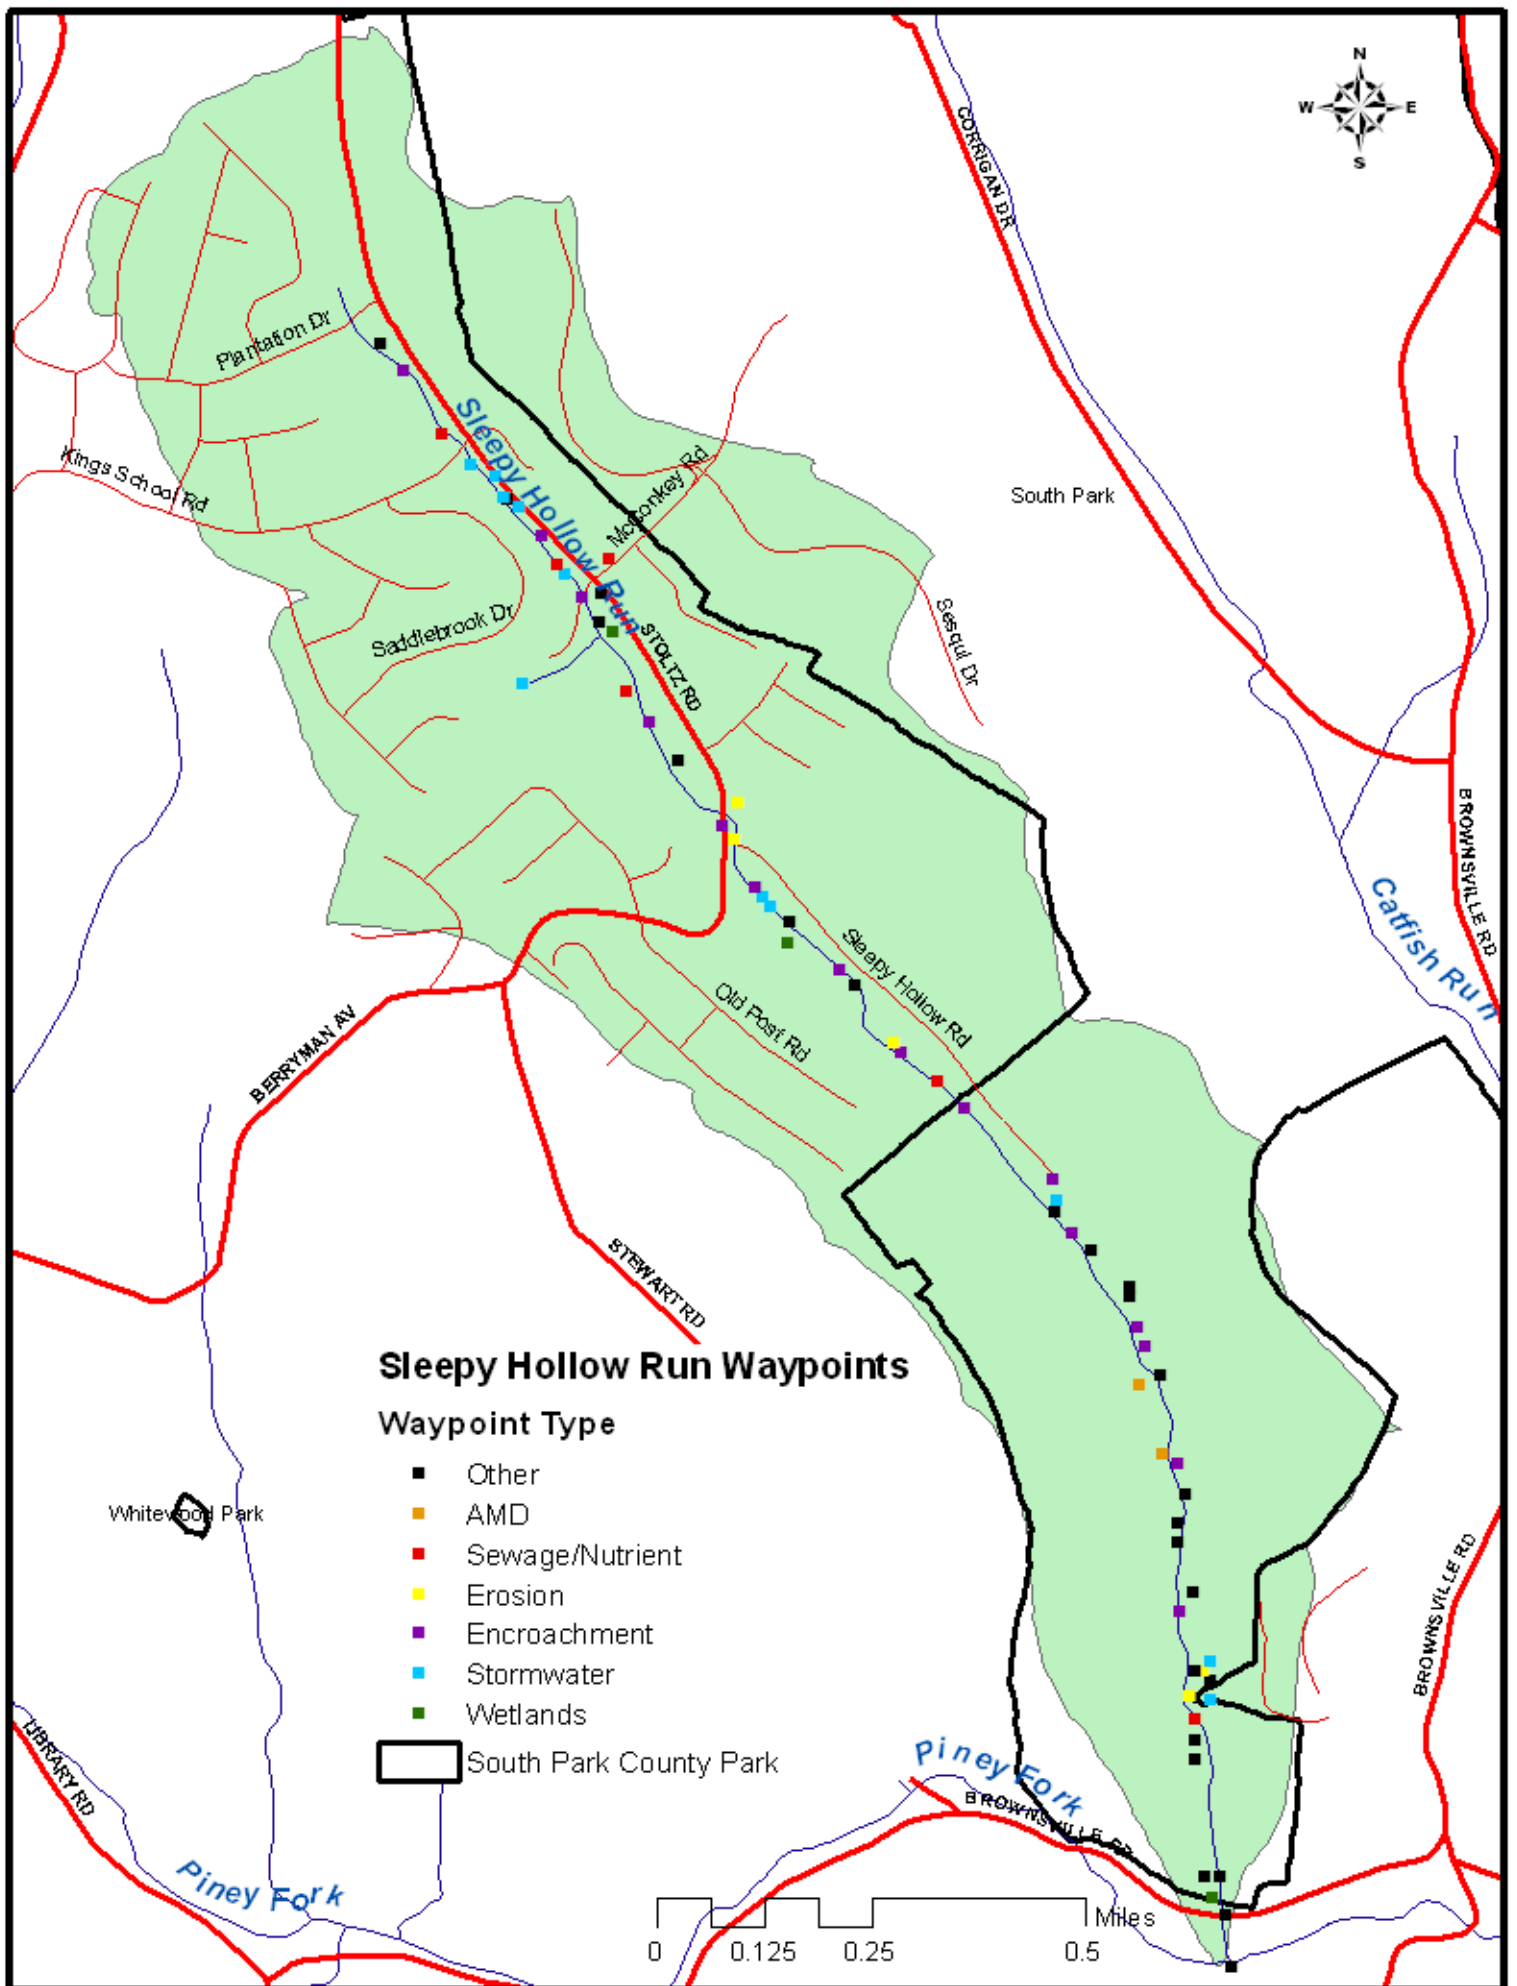 N
W E
S
CORRIGAN DR
Plantation Dr
Sleepy Hollow Run
Kings School Rd
McConkey Rd
South Park
Saddlebrook Dr
STOLTZ RD
Sesqui Dr
BROWNSVILLE RD
Catfish Run
Sleepy Hollow Rd
Old Post Rd
BERRYMAN AV
STEWART RD
Sleepy Hollow Run Waypoints
Waypoint Type
Other
AMD
Sewage/Nutrient
Erosion
Encroachment
Stormwater
Wetlands
South Park County Park
Whitewood Park
BROWNSVILLE RD
LIBRARY RD
Piney Fork
BROWNSVILLE RD
Piney Fork
Miles
0 0.125 0.25 0.5